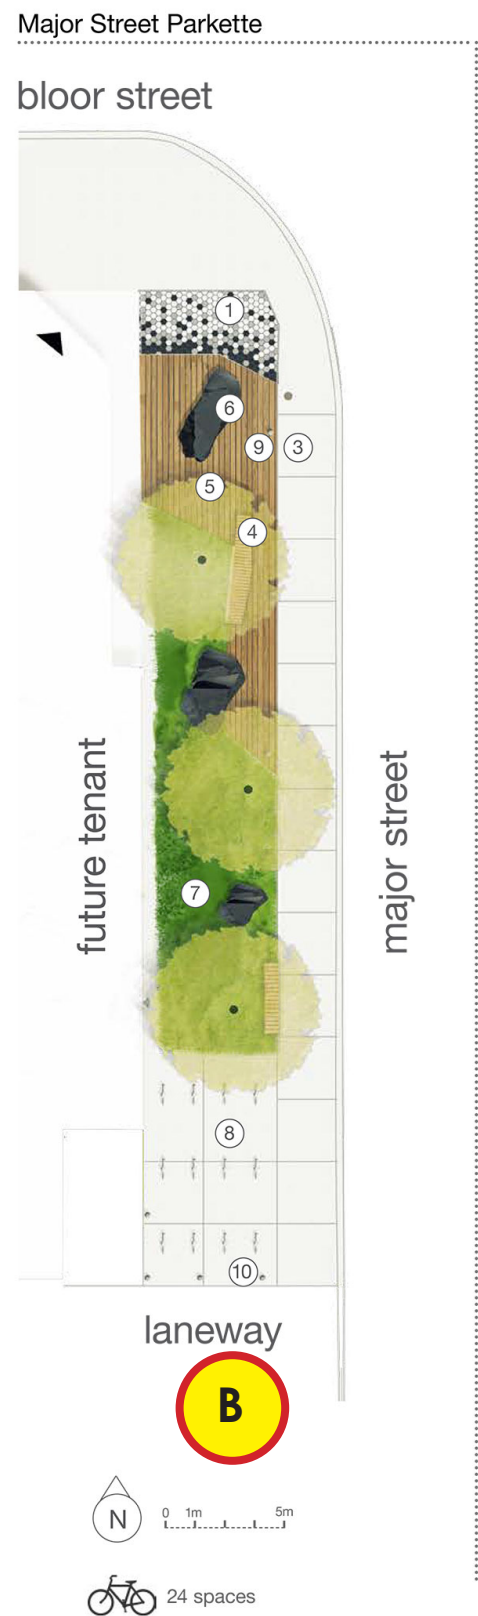 Major Street Parkette
bloor street
1
6
9 3
5
4
future tenant
major street
7
8
10
laneway
B
N
0 1m 5m
24 spaces